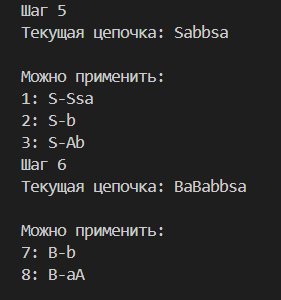 Шаг 5
Текущая цепочка: Sabbsa
Можно применить:
1: S-Ssa
2: S-b
3: S-Ab
Шаг 6
Текущая цепочка: BaBabbsa
Можно применить:
7: B-b
8: B-aA